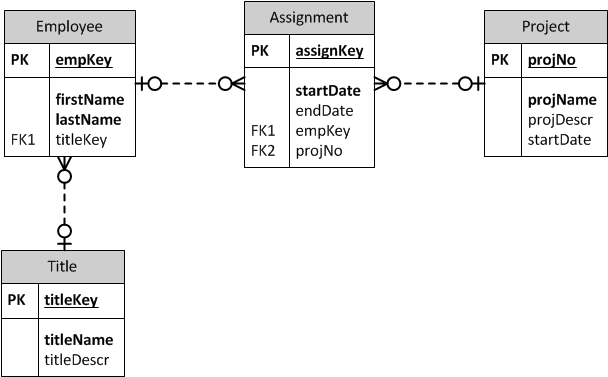 Employee
PK empKey
firstName
lastName
FK1 titleKey
Assignment
PK assignKey
startDate
endDate
FK1 empKey
FK2 projNo
Project
PK projNo
projName
projDescr
startDate
Title
PK titleKey
titleName
titleDescr